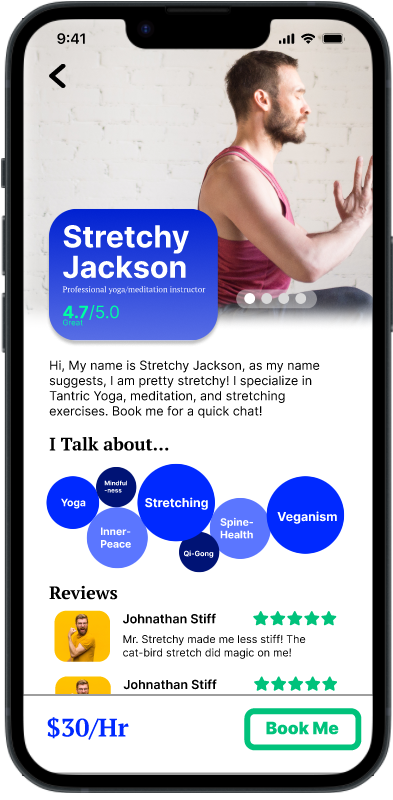 9:41
Stretchy
Jackson
Professional yoga/meditation instructor
4.7/5.0
Great
Hi, My name is Stretchy Jackson, as my name
suggests, I am pretty stretchy! I specialize in
Tantric Yoga, meditation, and stretching
exercises. Book me for a quick chat!
I Talk about...
Yoga
Mindful
-ness
Inner-
Peace
Stretching
Qi-Gong
Spine-
Health
Veganism
Reviews
Johnathan Stiff
Mr. Stretchy made me less stiff! The
cat-bird stretch did magic on me!
Johnathan Stiff
$30/Hr
Book Me